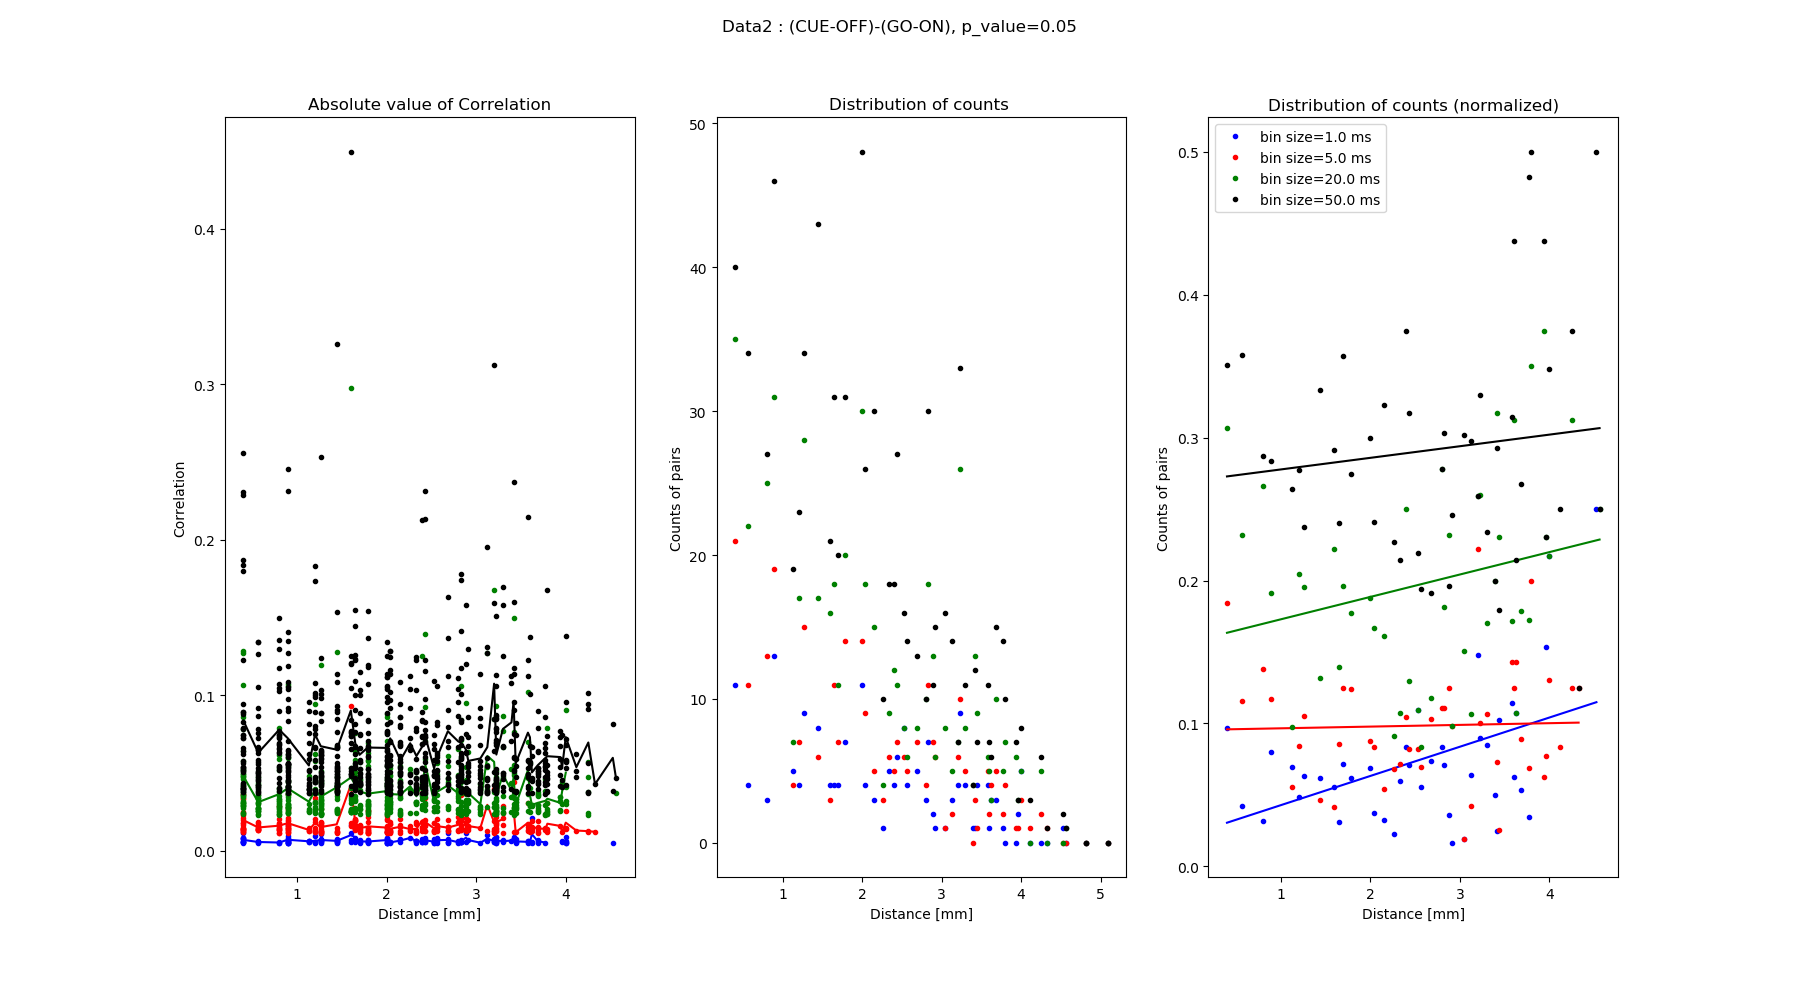 Data2 : (CUE-OFF)-(GO-ON), p_value=0.05
Absolute value of Correlation
Correlation
0.4
0.3
0.2
0.1
0.0
1 2 3 4
Distance [mm]
Distribution of counts
Counts of pairs
50
40
30
20
10
0
1 2 3 4 5
Distance [mm]
Distribution of counts (normalized)
bin size=1.0 ms
bin size=5.0 ms
bin size=20.0 ms
bin size=50.0 ms
Counts of pairs
0.5
0.4
0.3
0.2
0.1
0.0
1 2 3 4
Distance [mm]